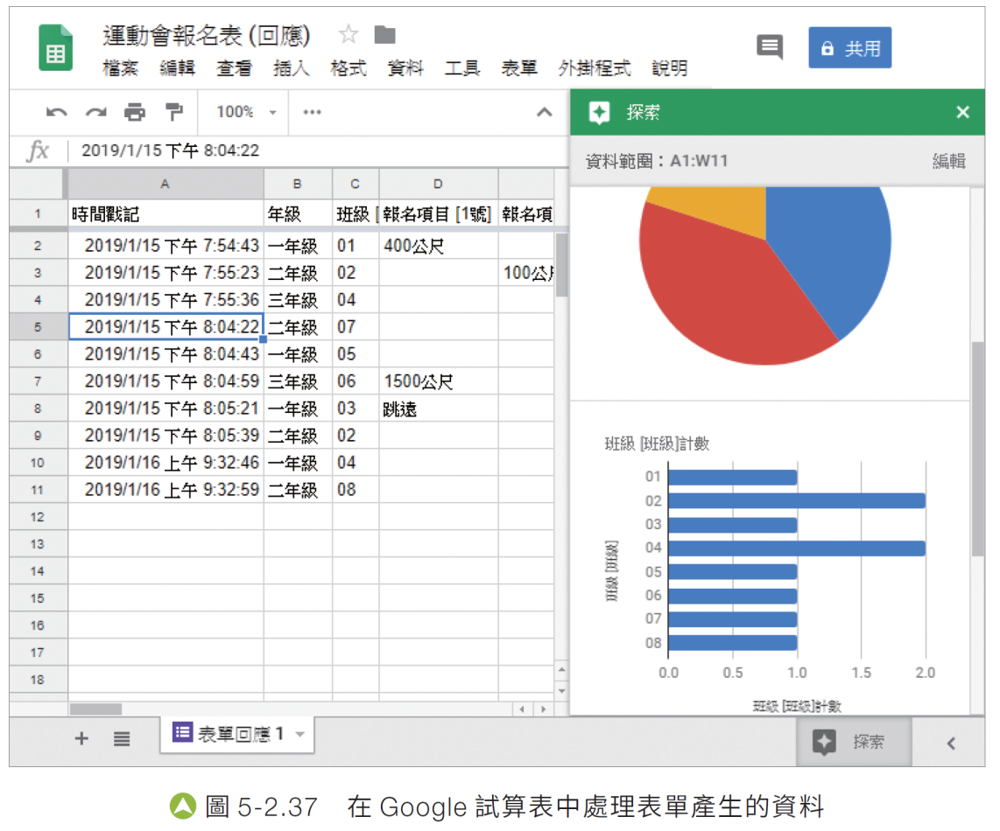 運動會報名表 (回應)
檔案 編輯 查看 插入 格式 資料 工具 表單 外掛程式 說明
共用
100%
fx 2019/1/15 下午 8:04:22
A B C D
1 時間戳記 年級 班級 [ 報名項目 [1號] 報名項
2 2019/1/15 下午 7:54:43 一年級 01 400公尺
3 2019/1/15 下午 7:55:23 二年級 02 100公尺
4 2019/1/15 下午 7:55:36 三年級 04
5 2019/1/15 下午 8:04:22 二年級 07
6 2019/1/15 下午 8:04:43 一年級 05
7 2019/1/15 下午 8:04:59 三年級 06 1500公尺
8 2019/1/15 下午 8:05:21 一年級 03 跳遠
9 2019/1/15 下午 8:05:39 二年級 02
10 2019/1/16 上午 9:32:46 一年級 04
11 2019/1/16 上午 9:32:59 二年級 08
12
13
14
15
16
17
18
表單回應 1
探索
資料範圍：A1:W11 編輯
班級 [班級]計數
班級 [班級]
01
02
03
04
05
06
07
08
0.0 0.5 1.0 1.5 2.0
班級 [班級]計數
探索
圖 5-2.37 在 Google 試算表中處理表單產生的資料